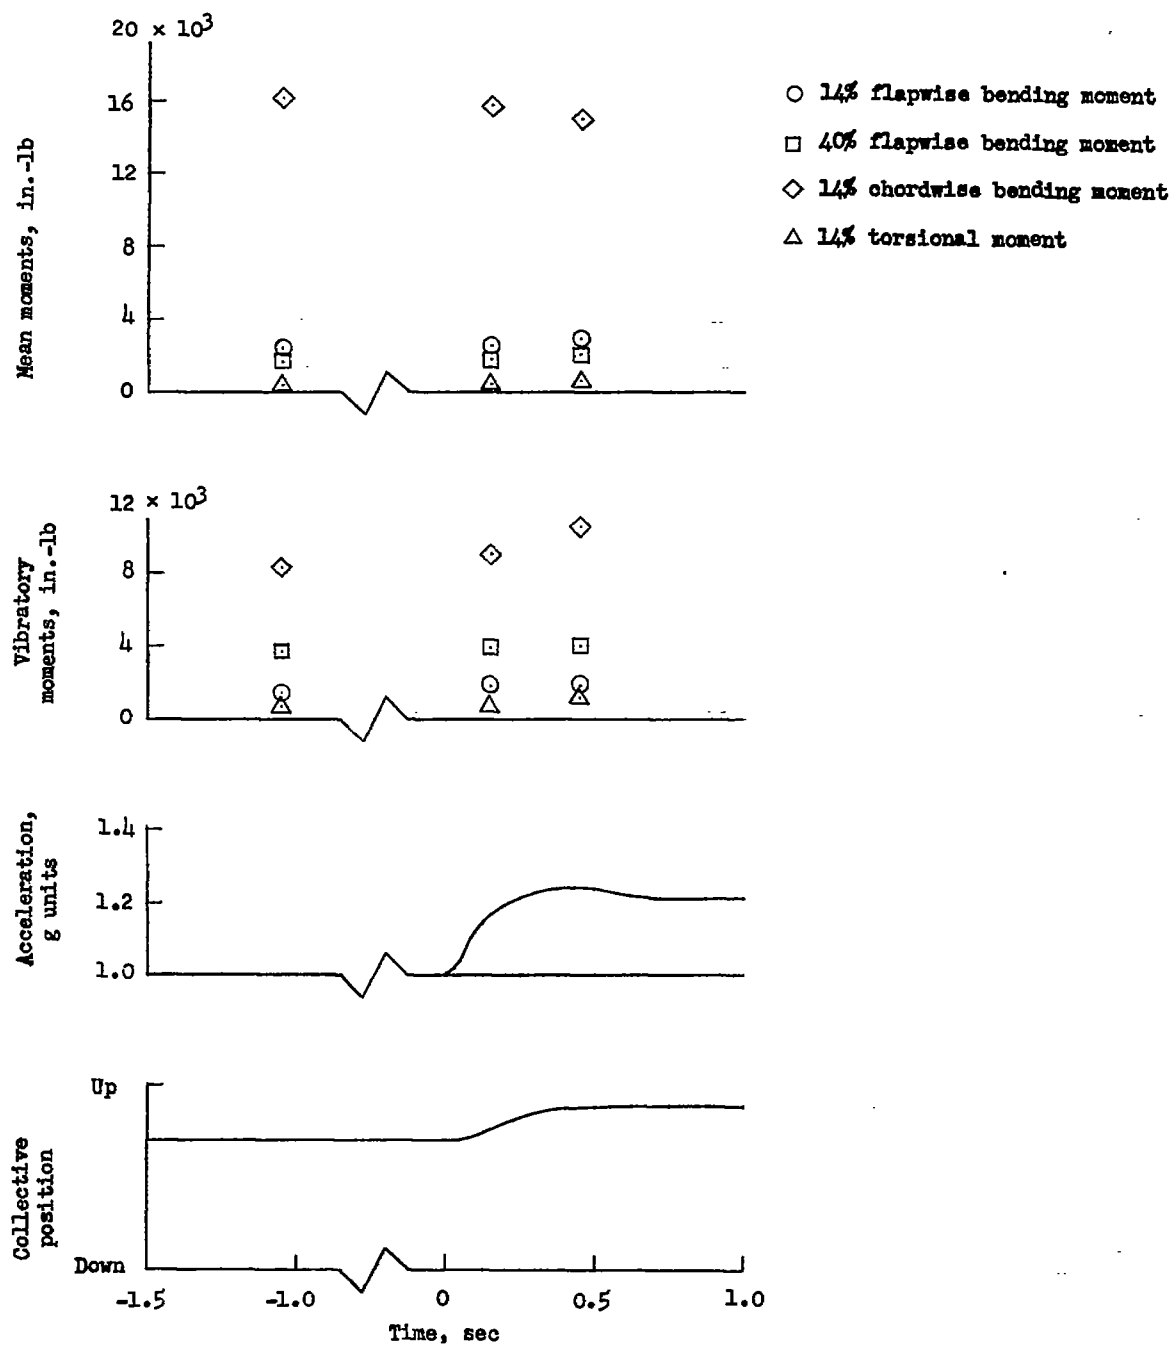 20 × 10³
16
12
8
4
0
Mean moments, in.-lb
14% flapwise bending moment
40% flapwise bending moment
14% chordwise bending moment
14% torsional moment
12 × 10³
8
4
0
Vibratory
moments, in.-lb
1.4
1.2
1.0
Acceleration,
g units
Up
Down
Collective
position
-1.5 -1.0 0 0.5 1.0
Time, sec